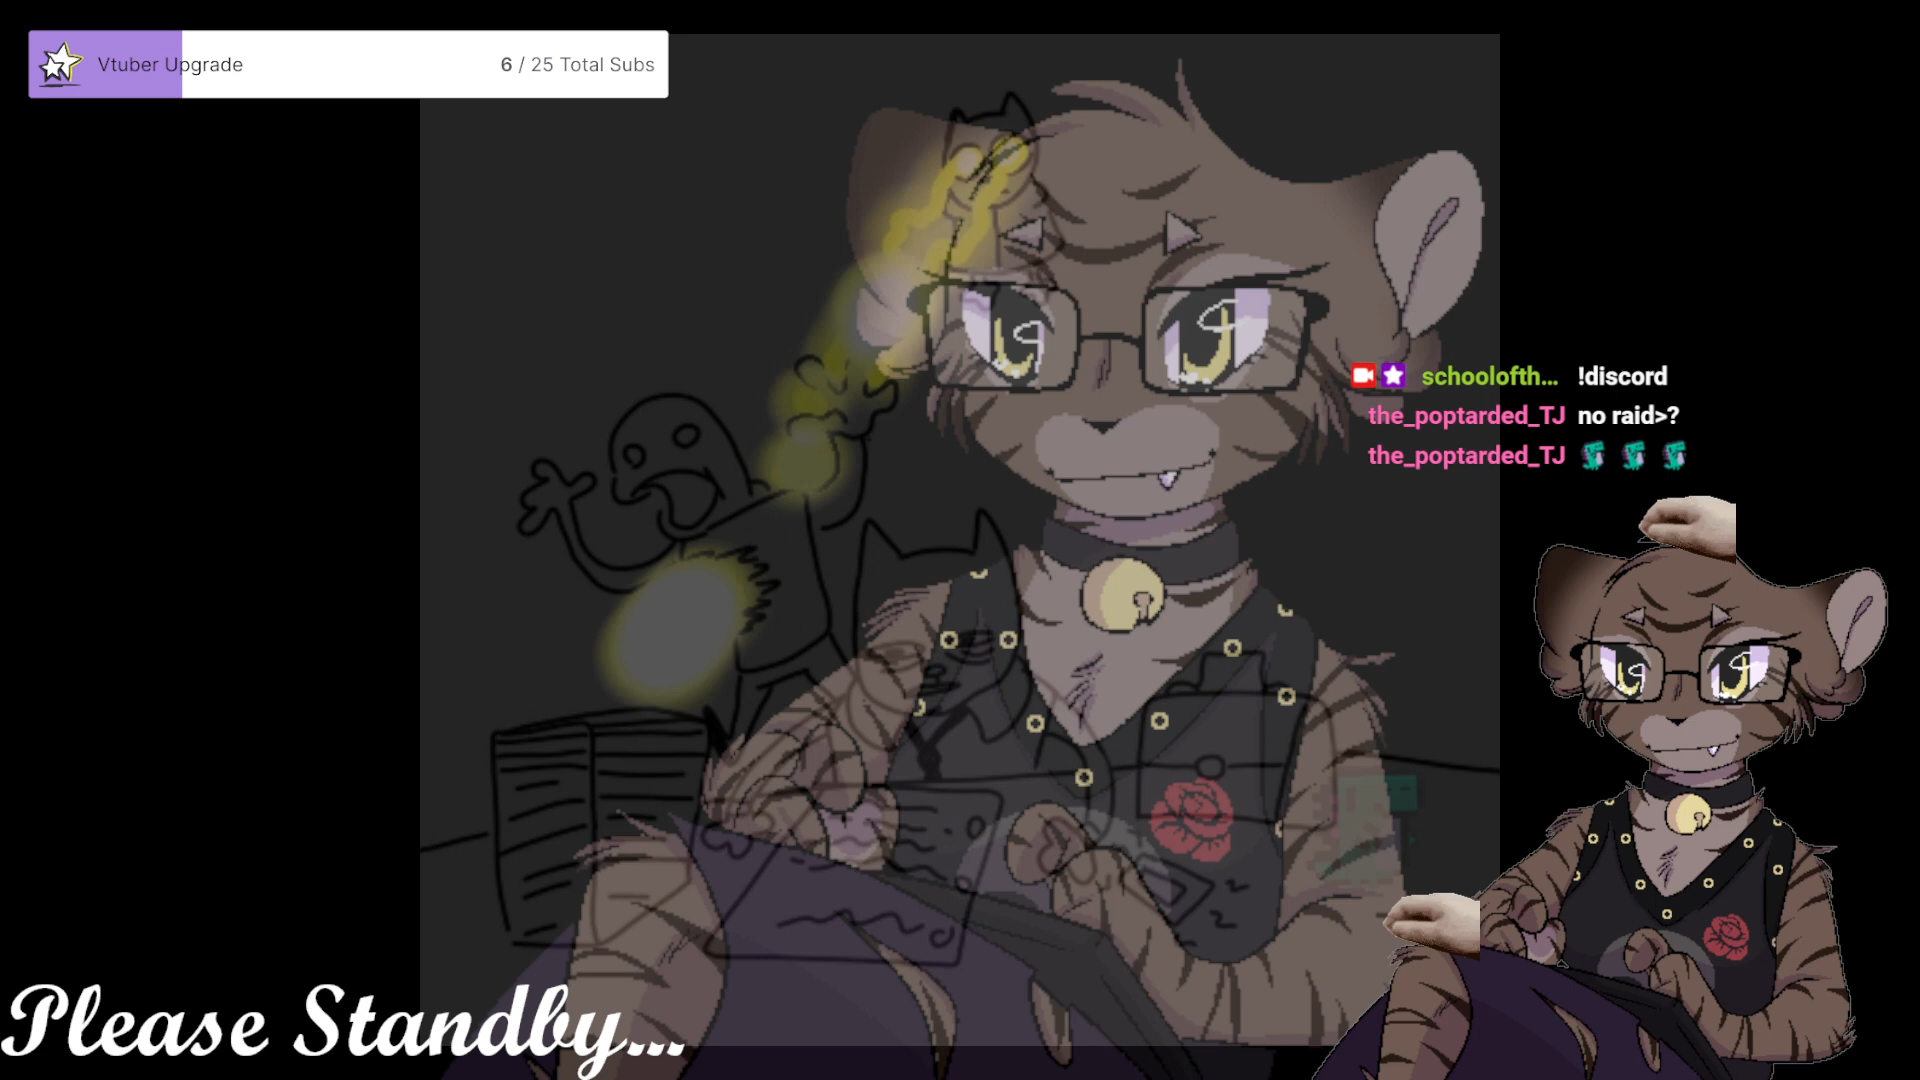 Vtuber Upgrade 6 / 25 Total Subs
schoolofth... !discord
the_poptarded_TJ no raid>?
the_poptarded_TJ
Please Standby...